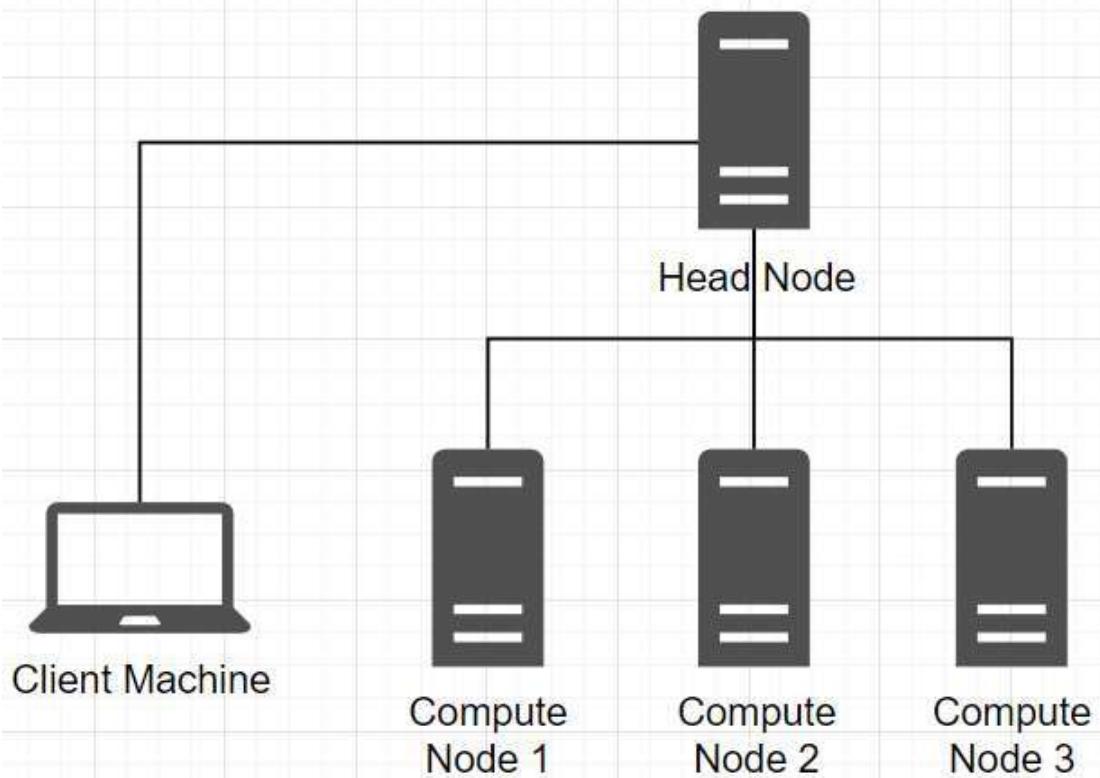 Head Node
Client Machine
Compute
Node 1
Compute
Node 2
Compute
Node 3